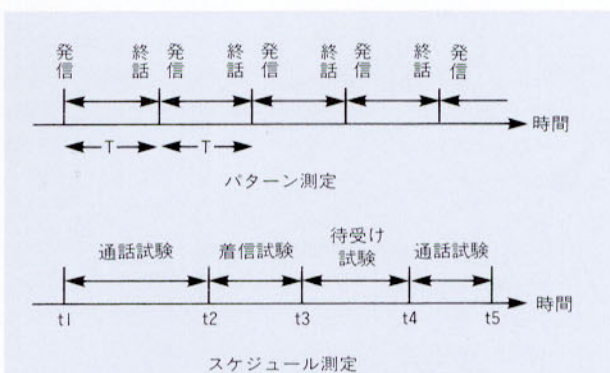 発信 終話 発信 終話 発信 終話 発信 終話 発信
時間
T T
パターン測定
通話試験 着信試験 待受け試験 通話試験
時間
t1 t2 t3 t4 t5
スケジュール測定